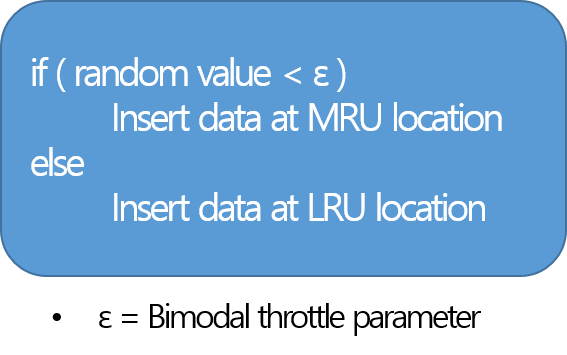 if ( random value < ε )
Insert data at MRU location
else
Insert data at LRU location
• ε = Bimodal throttle parameter